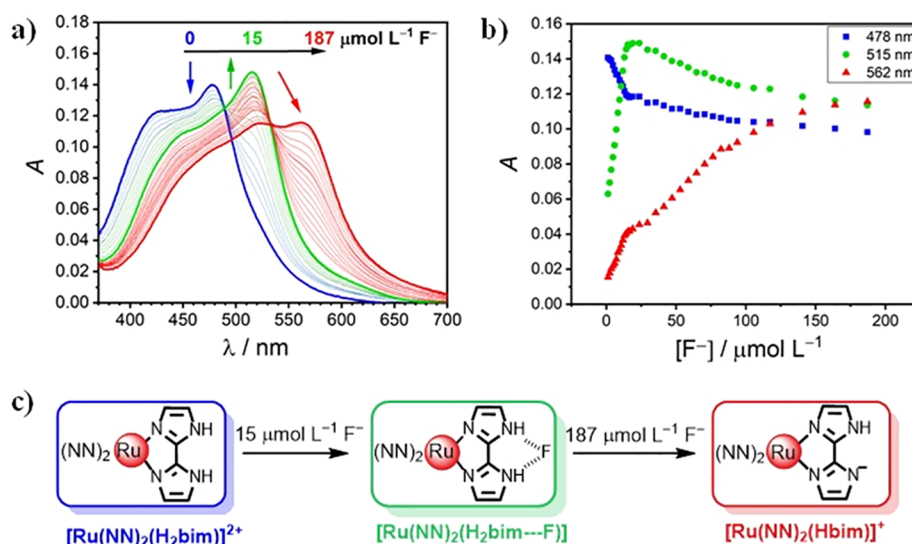 a)
0 15 187 μmol L⁻¹ F⁻
0.18
0.16
0.14
0.12
0.10
0.08
0.06
0.04
0.02
0.00
A
400 450 500 550 600 650 700
λ / nm
b)
478 nm
515 nm
562 nm
0.18
0.16
0.14
0.12
0.10
0.08
0.06
0.04
0.02
0.00
A
0 50 100 150 200
[F⁻] / μmol L⁻¹
c)
(NN)₂ Ru N NH N NH
[Ru(NN)₂(H₂bim)]²⁺
15 μmol L⁻¹ F⁻
(NN)₂ Ru N NH N NH F
[Ru(NN)₂(H₂bim---F)]
187 μmol L⁻¹ F⁻
(NN)₂ Ru N NH N N⁻
[Ru(NN)₂(Hbim)]⁺